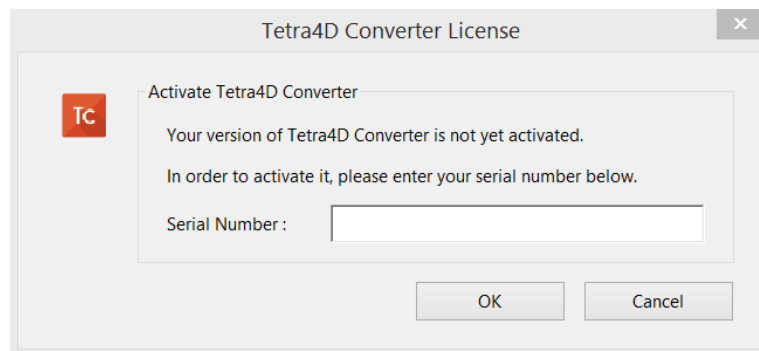 Tetra4D Converter License
Activate Tetra4D Converter
TC
Your version of Tetra4D Converter is not yet activated.
In order to activate it, please enter your serial number below.
Serial Number :
OK Cancel